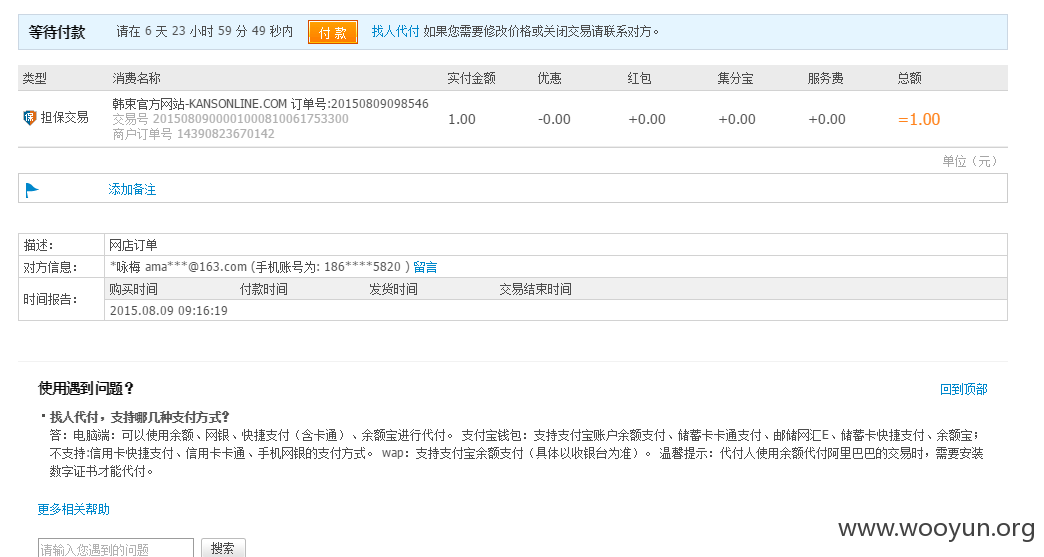 等待付款 请在 6 天 23 小时 59 分 49 秒内 付 款 找人代付 如果您需要修改价格或关闭交易请联系对方。
类型 消费名称 实付金额 优惠 红包 集分宝 服务费 总额
保 担保交易 韩束官方网站-KANSONLINE.COM 订单号:20150809098546 1.00 -0.00 +0.00 +0.00 +0.00 =1.00
交易号 2015080900001000810061753300
商户订单号 14390823670142
单位（元）
添加备注
描述： 网店订单
对方信息： *咏梅 ama***@163.com (手机账号为: 186****5820 ) 留言
时间报告： 购买时间 付款时间 发货时间 交易结束时间
2015.08.09 09:16:19
使用遇到问题？ 回到顶部
· 找人代付，支持哪几种支付方式？
答：电脑端：可以使用余额、网银、快捷支付（含卡通）、余额宝进行代付。 支付宝钱包：支持支付宝账户余额支付、储蓄卡卡通支付、邮储网汇E、储蓄卡快捷支付、余额宝；
不支持:信用卡快捷支付、信用卡卡通、手机网银的支付方式。 wap：支持支付宝余额支付（具体以收银台为准）。 温馨提示：代付人使用余额代付阿里巴巴的交易时，需要安装
数字证书才能代付。
更多相关帮助
请输入您遇到的问题 搜索
www.wooyun.org